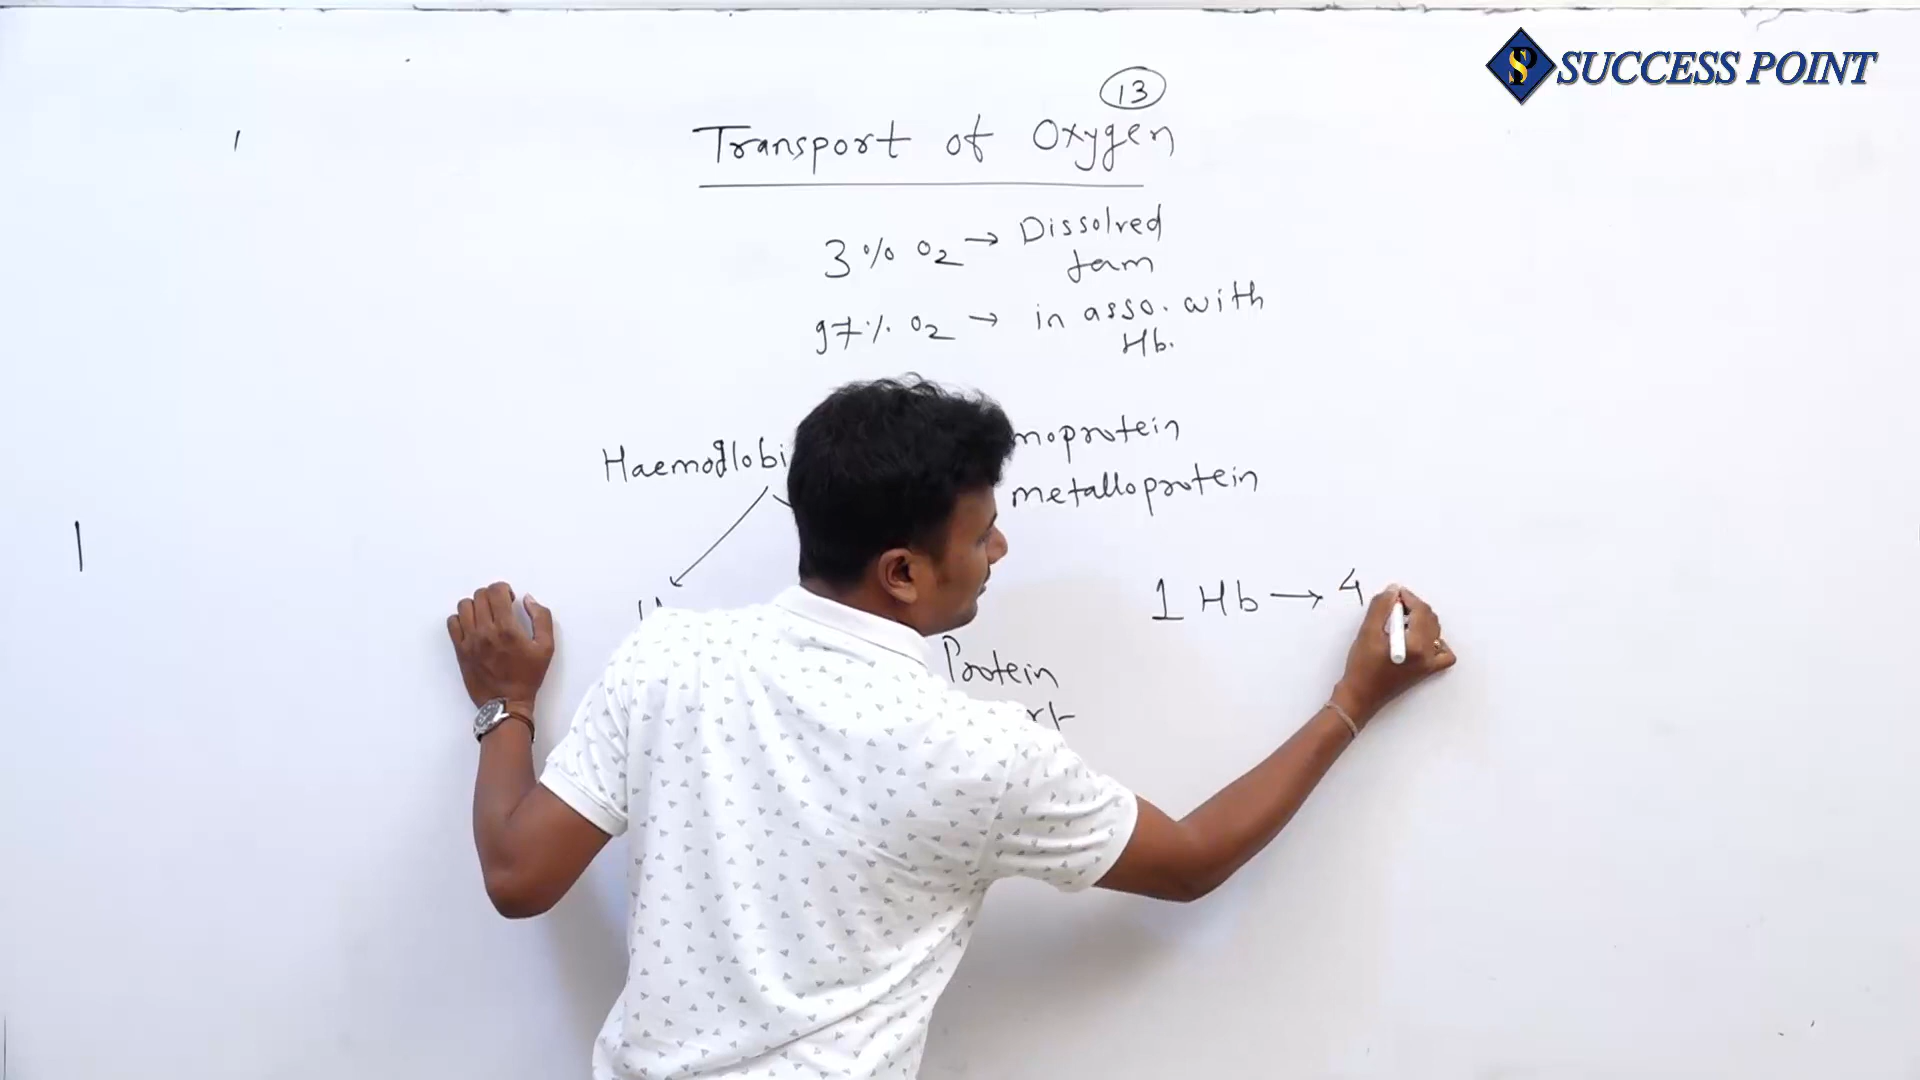 SUCCESS POINT
13
Transport of Oxygen
3% O2 → Dissolved
form
97% O2 → in asso. with
Hb.
Haemoglobi
moprotein
metalloprotein
1 Hb → 4
Protein